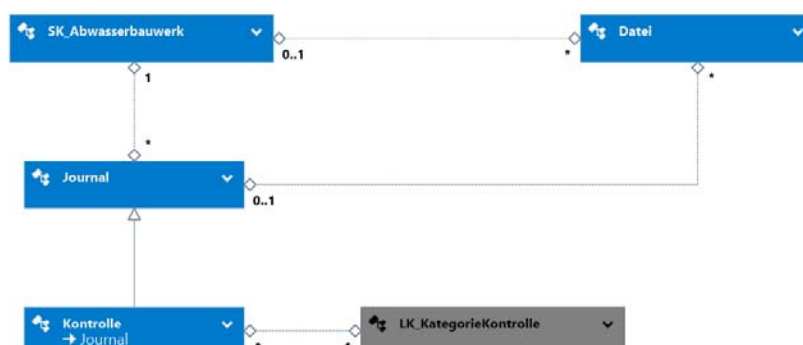 SK_Abwasserbauwerk
Datei
0..1
*
1
*
*
Journal
0..1
Kontrolle
→ Journal
LK_KategorieKontrolle